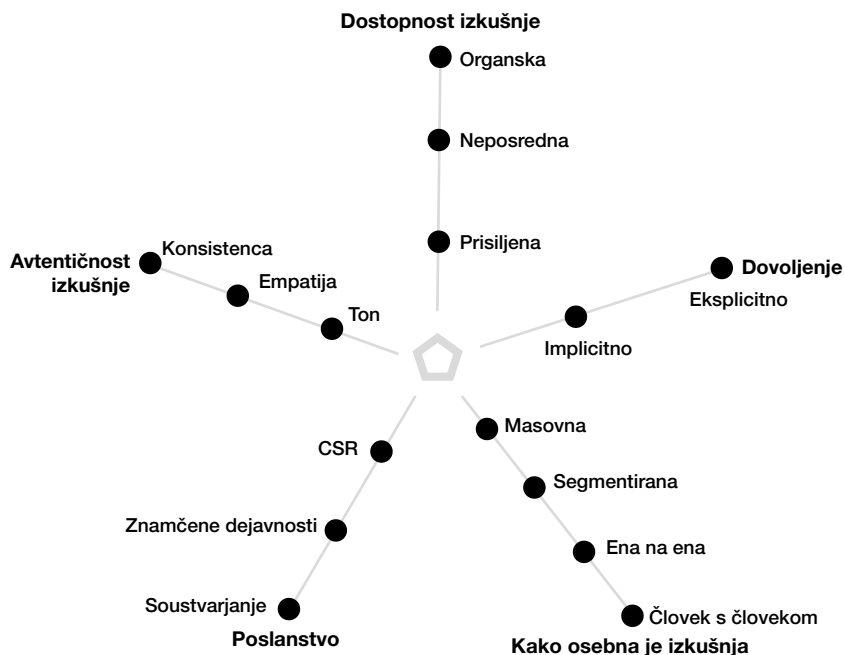 Dostopnost izkušnje
Organska
Neposredna
Prisiljena
Avtentičnost
izkušnje
Konsistenca
Empatija
Ton
Dovoljenje
Eksplicitno
Implicitno
CSR
Znamčene dejavnosti
Soustvarjanje
Poslanstvo
Masovna
Segmentirana
Ena na ena
Človek s človekom
Kako osebna je izkušnja